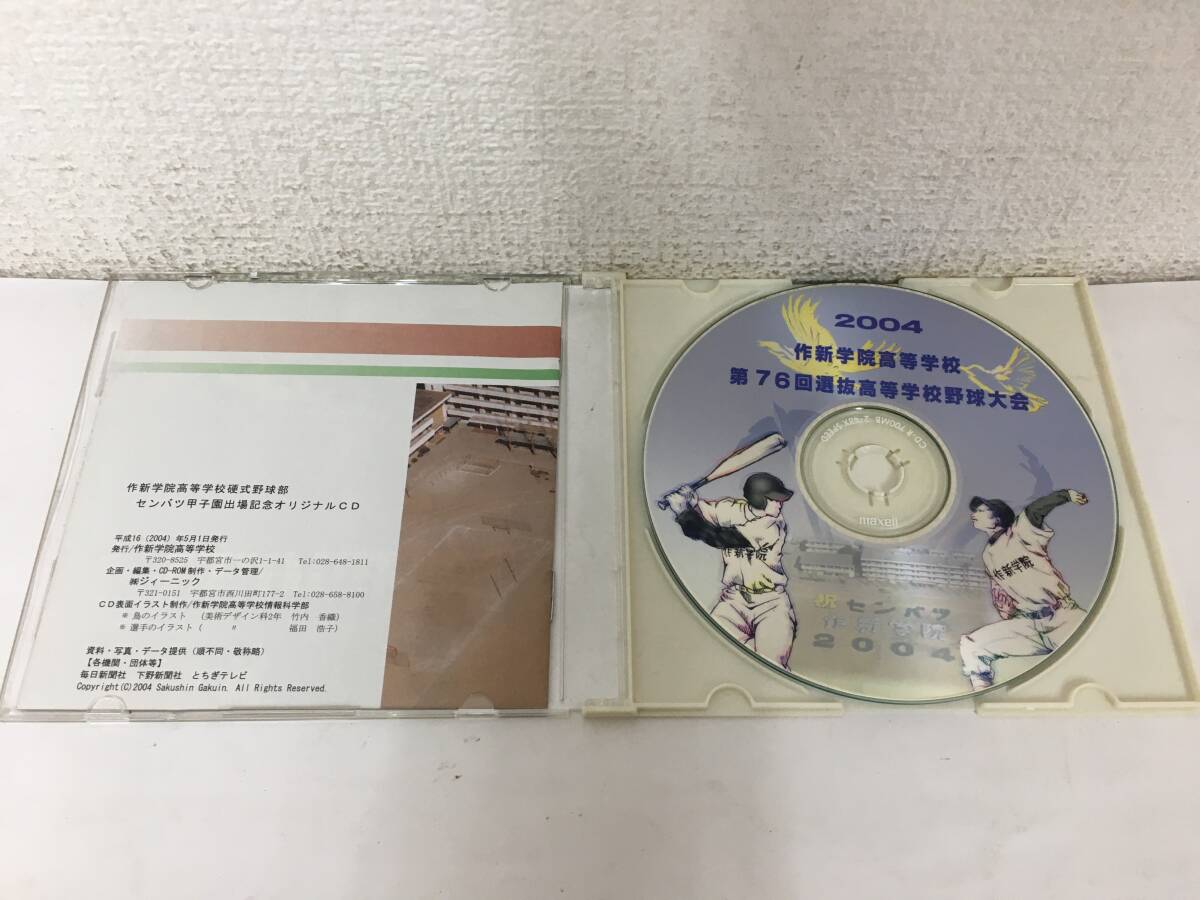 作新学院高等学校硬式野球部
センバツ甲子園出場記念オリジナルCD
平成16（2004）年5月1日発行
発行/作新学院高等学校
〒320-8525　宇都宮市一の沢1-1-41　Tel:028-648-1811
企画・編集・CD-ROM制作・データ管理/
㈱ジィーニック
〒321-0151　宇都宮市西川田町177-2　Tel:028-658-8100
CD表面イラスト制作/作新学院高等学校情報科学部
＊鳥のイラスト　(美術デザイン科2年　竹内　香織)
＊選手のイラスト（　　〃　　福田　浩子）
資料・写真・データ提供（順不同・敬称略）
【各機関・団体等】
毎日新聞社　下野新聞社　とちぎテレビ
Copyright(C)2004 Sakushin Gakuin. All Rights Reserved.
2004
作新学院高等学校
第76回選抜高等学校野球大会
CD-R 700MB
maxell
作新学院
作新学院
祝センバツ
作新学院
2004